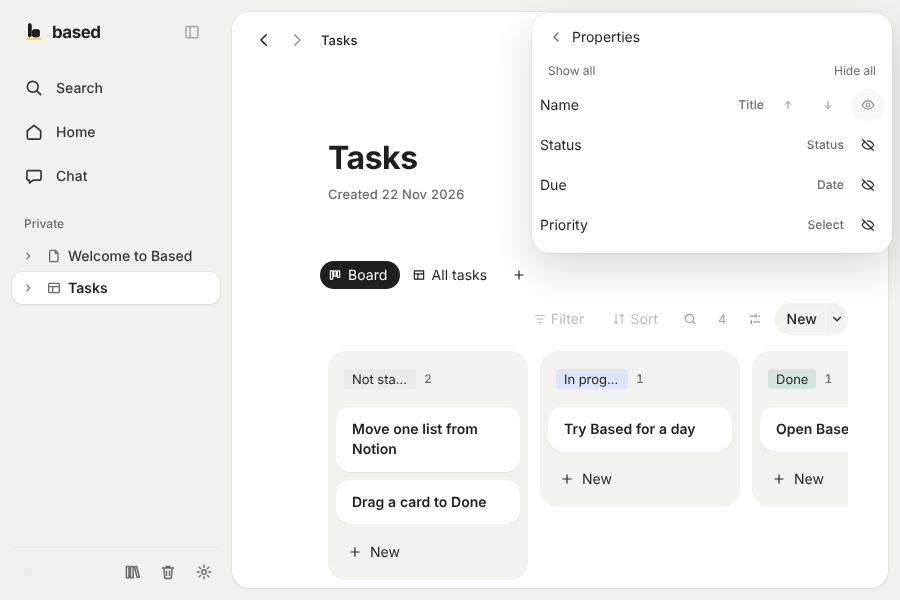 based
Search
Home
Chat
Private
Welcome to Based
Tasks
Tasks
Tasks
Created 22 Nov 2026
Board
All tasks
Filter
Sort
4
New
Not sta...
2
Move one list from
Notion
Drag a card to Done
New
In prog...
1
Try Based for a day
New
Done
1
Open Base
New
Properties
Show all
Hide all
Name
Title
Status
Status
Due
Date
Priority
Select